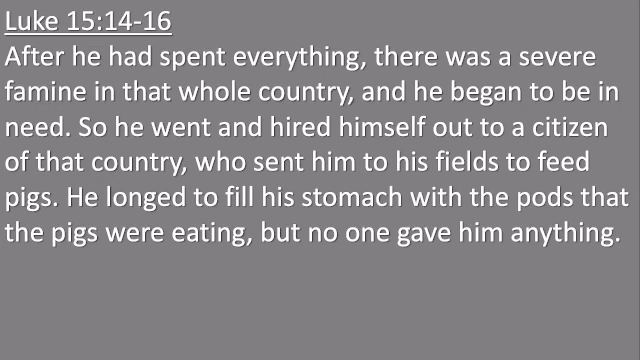 Luke 15:14-16
After he had spent everything, there was a severe
famine in that whole country, and he began to be in
need. So he went and hired himself out to a citizen
of that country, who sent him to his fields to feed
pigs. He longed to fill his stomach with the pods that
the pigs were eating, but no one gave him anything.